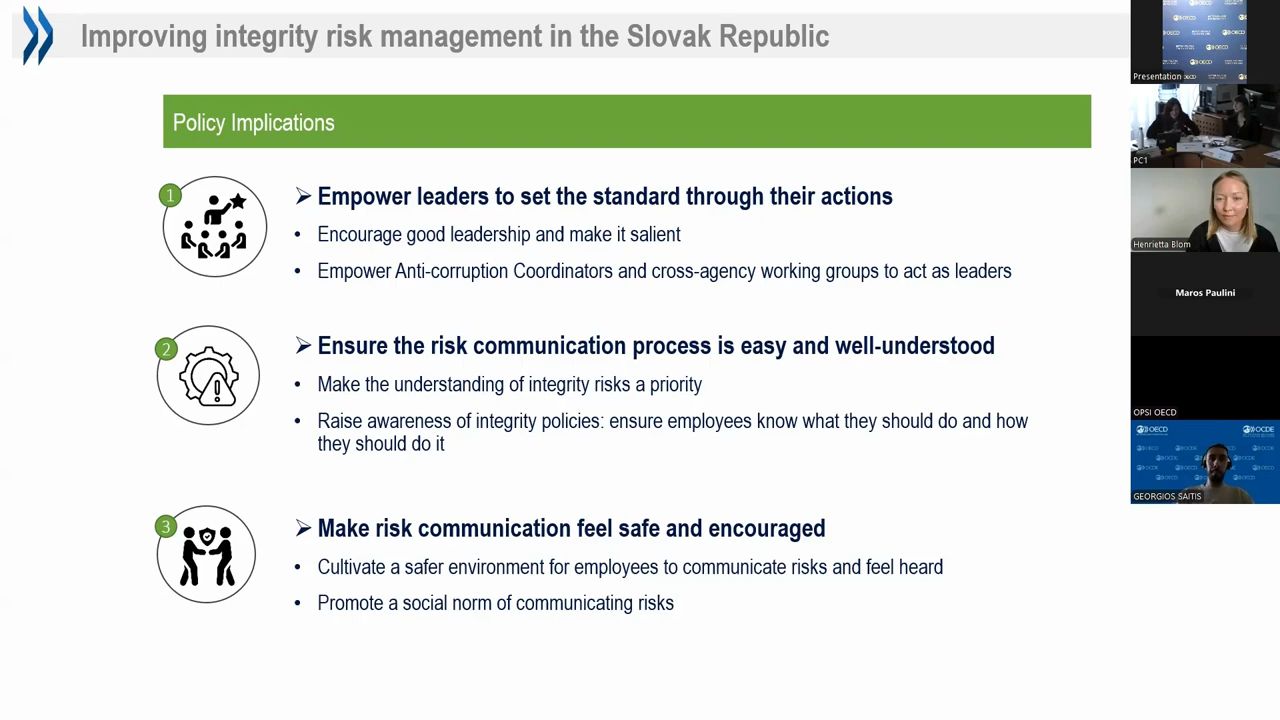 Improving integrity risk management in the Slovak Republic
Policy Implications
1
Empower leaders to set the standard through their actions
• Encourage good leadership and make it salient
• Empower Anti-corruption Coordinators and cross-agency working groups to act as leaders
2
Ensure the risk communication process is easy and well-understood
• Make the understanding of integrity risks a priority
• Raise awareness of integrity policies: ensure employees know what they should do and how
they should do it
3
Make risk communication feel safe and encouraged
• Cultivate a safer environment for employees to communicate risks and feel heard
• Promote a social norm of communicating risks
OECD
Presentation
PC1
Henrietta Blom
Maros Paulini
OPSI OECD
OECD
OCDE
GEORGIOS SAITIS